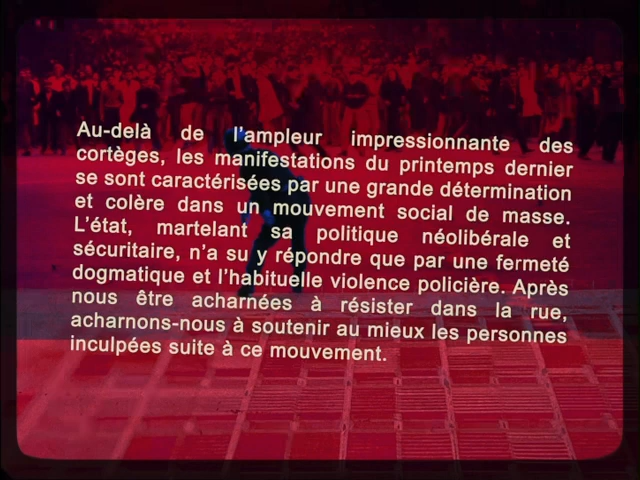 Au-delà de l'ampleur impressionnante des
cortèges, les manifestations du printemps dernier
se sont caractérisées par une grande détermination
et colère dans un mouvement social de masse.
L'état, martelant sa politique néolibérale et
sécuritaire, n'a su y répondre que par une fermeté
dogmatique et l'habituelle violence policière. Après
nous être acharnées à résister dans la rue,
acharnons-nous à soutenir au mieux les personnes
inculpées suite à ce mouvement.